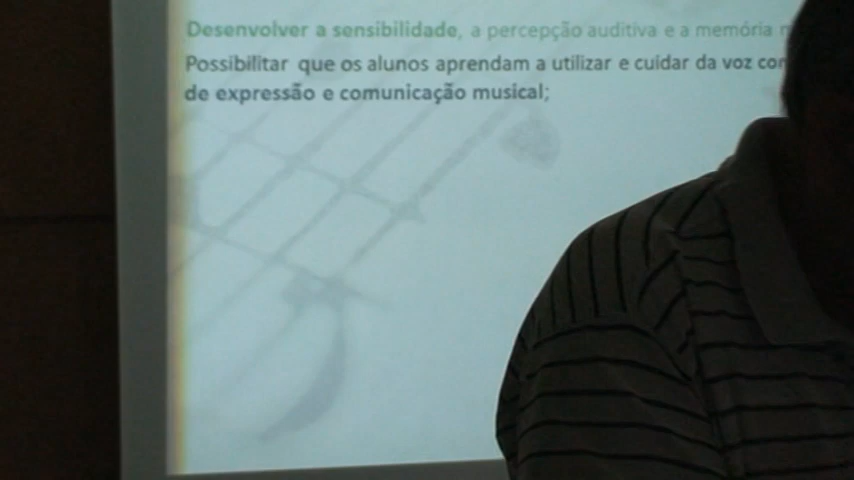 Desenvolver a sensibilidade, a percepção auditiva e a memória
Possibilitar que os alunos aprendam a utilizar e cuidar da voz
de expressão e comunicação musical;